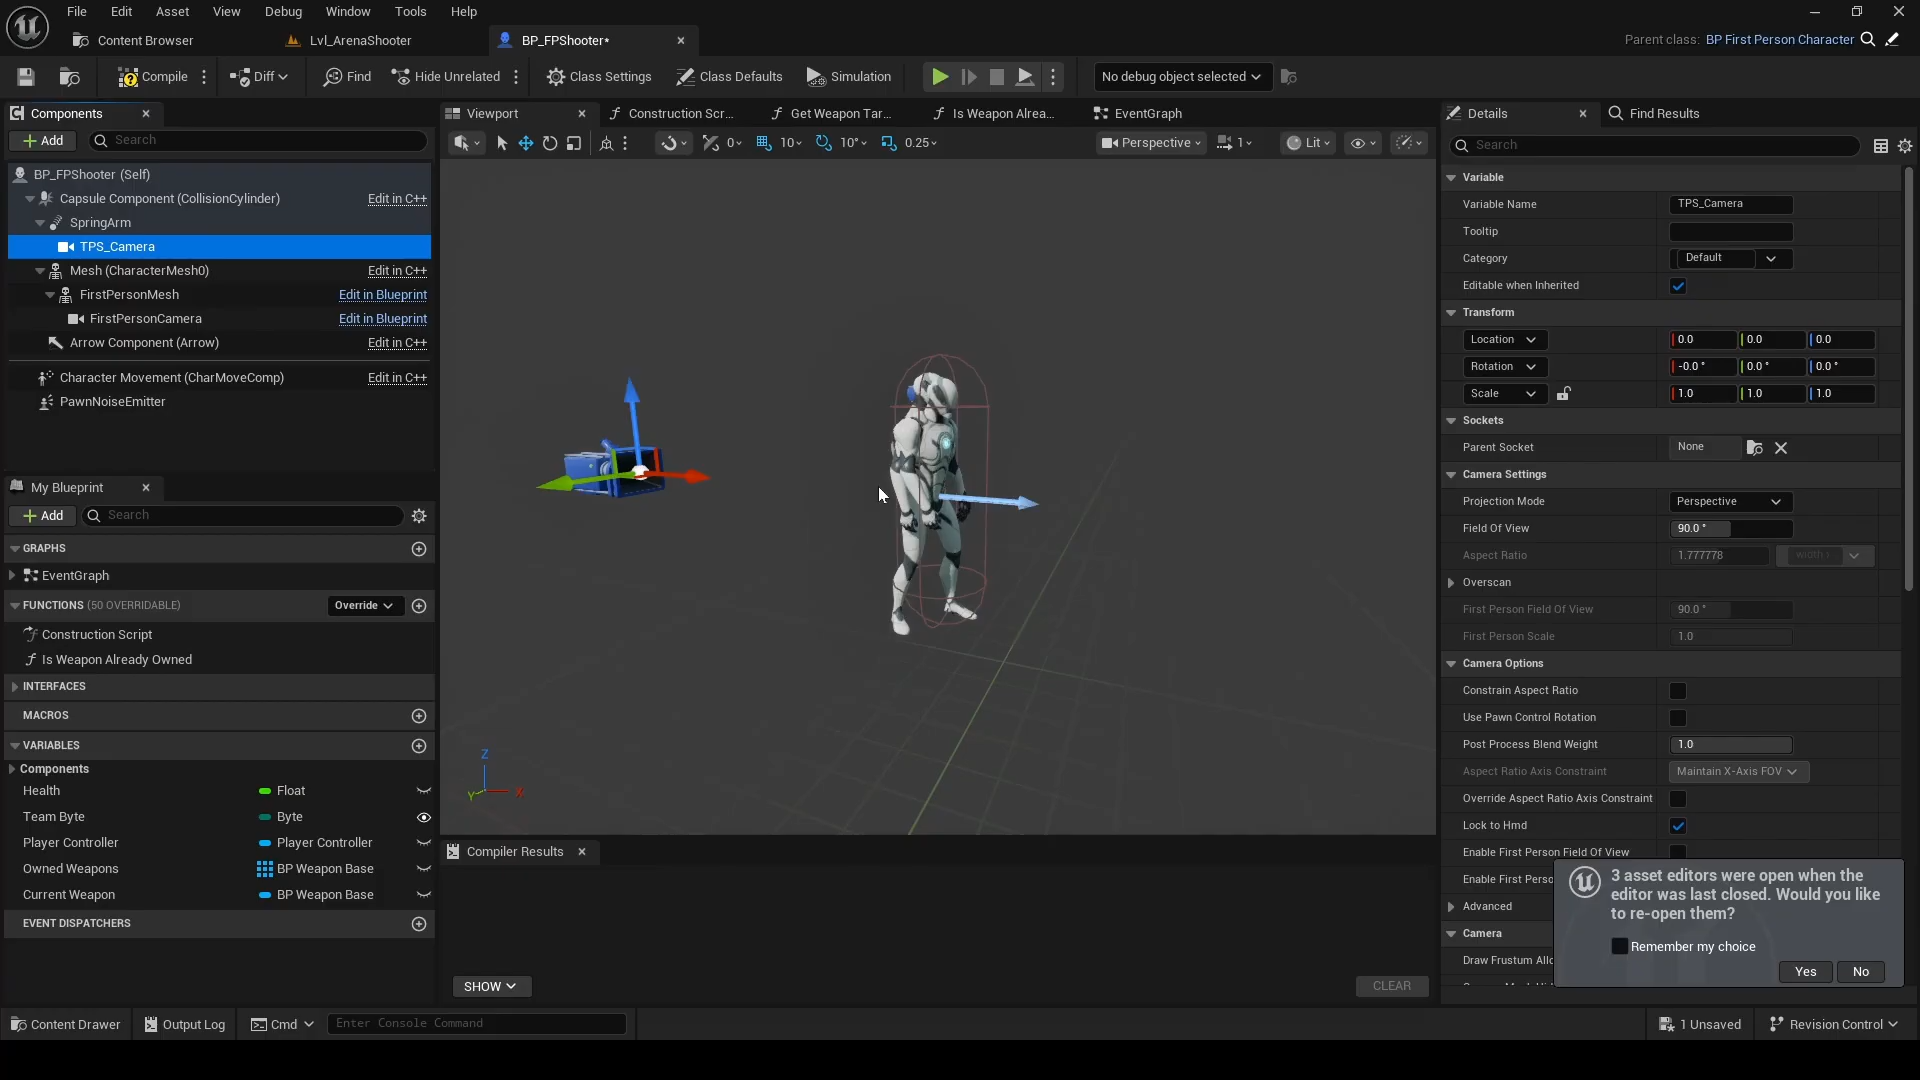 File Edit Asset View Debug Window Tools Help
Content Browser Lvl_ArenaShooter BP_FPShooter*
Parent class: BP First Person Character
Compile Diff Find Hide Unrelated Class Settings Class Defaults Simulation No debug object selected
Components
Add Search
BP_FPShooter (Self)
Capsule Component (CollisionCylinder) Edit in C++
SpringArm
TPS_Camera
Mesh (CharacterMesh0) Edit in C++
FirstPersonMesh Edit in Blueprint
FirstPersonCamera Edit in Blueprint
Arrow Component (Arrow) Edit in C++
Character Movement (CharMoveComp) Edit in C++
PawnNoiseEmitter
My Blueprint
Add Search
GRAPHS
EventGraph
FUNCTIONS (50 OVERRIDABLE) Override
Construction Script
Is Weapon Already Owned
INTERFACES
MACROS
VARIABLES
Components
Health Float
Team Byte Byte
Player Controller Player Controller
Owned Weapons BP Weapon Base
Current Weapon BP Weapon Base
EVENT DISPATCHERS
Viewport Construction Scr... Get Weapon Tar... Is Weapon Alrea... EventGraph
0 10 10° 0.25 Perspective 1 Lit
Z
Y X
Compiler Results
SHOW CLEAR
Details Find Results
Search
Variable
Variable Name TPS_Camera
Tooltip
Category Default
Editable when Inherited
Transform
Location 0.0 0.0 0.0
Rotation -0.0 ° 0.0 ° 0.0 °
Scale 1.0 1.0 1.0
Sockets
Parent Socket None
Camera Settings
Projection Mode Perspective
Field Of View 90.0 °
Aspect Ratio 1.777778
Overscan
First Person Field Of View 90.0 °
First Person Scale 1.0
Camera Options
Constrain Aspect Ratio
Use Pawn Control Rotation
Post Process Blend Weight 1.0
Aspect Ratio Axis Constraint Maintain X-Axis FOV
Override Aspect Ratio Axis Constraint
Lock to Hmd
Enable First Person Field Of View
Enable First Perso
Advanced
Camera
Draw Frustum Allo
3 asset editors were open when the
editor was last closed. Would you like
to re-open them?
Remember my choice
Yes No
Content Drawer Output Log Cmd Enter Console Command 1 Unsaved Revision Control